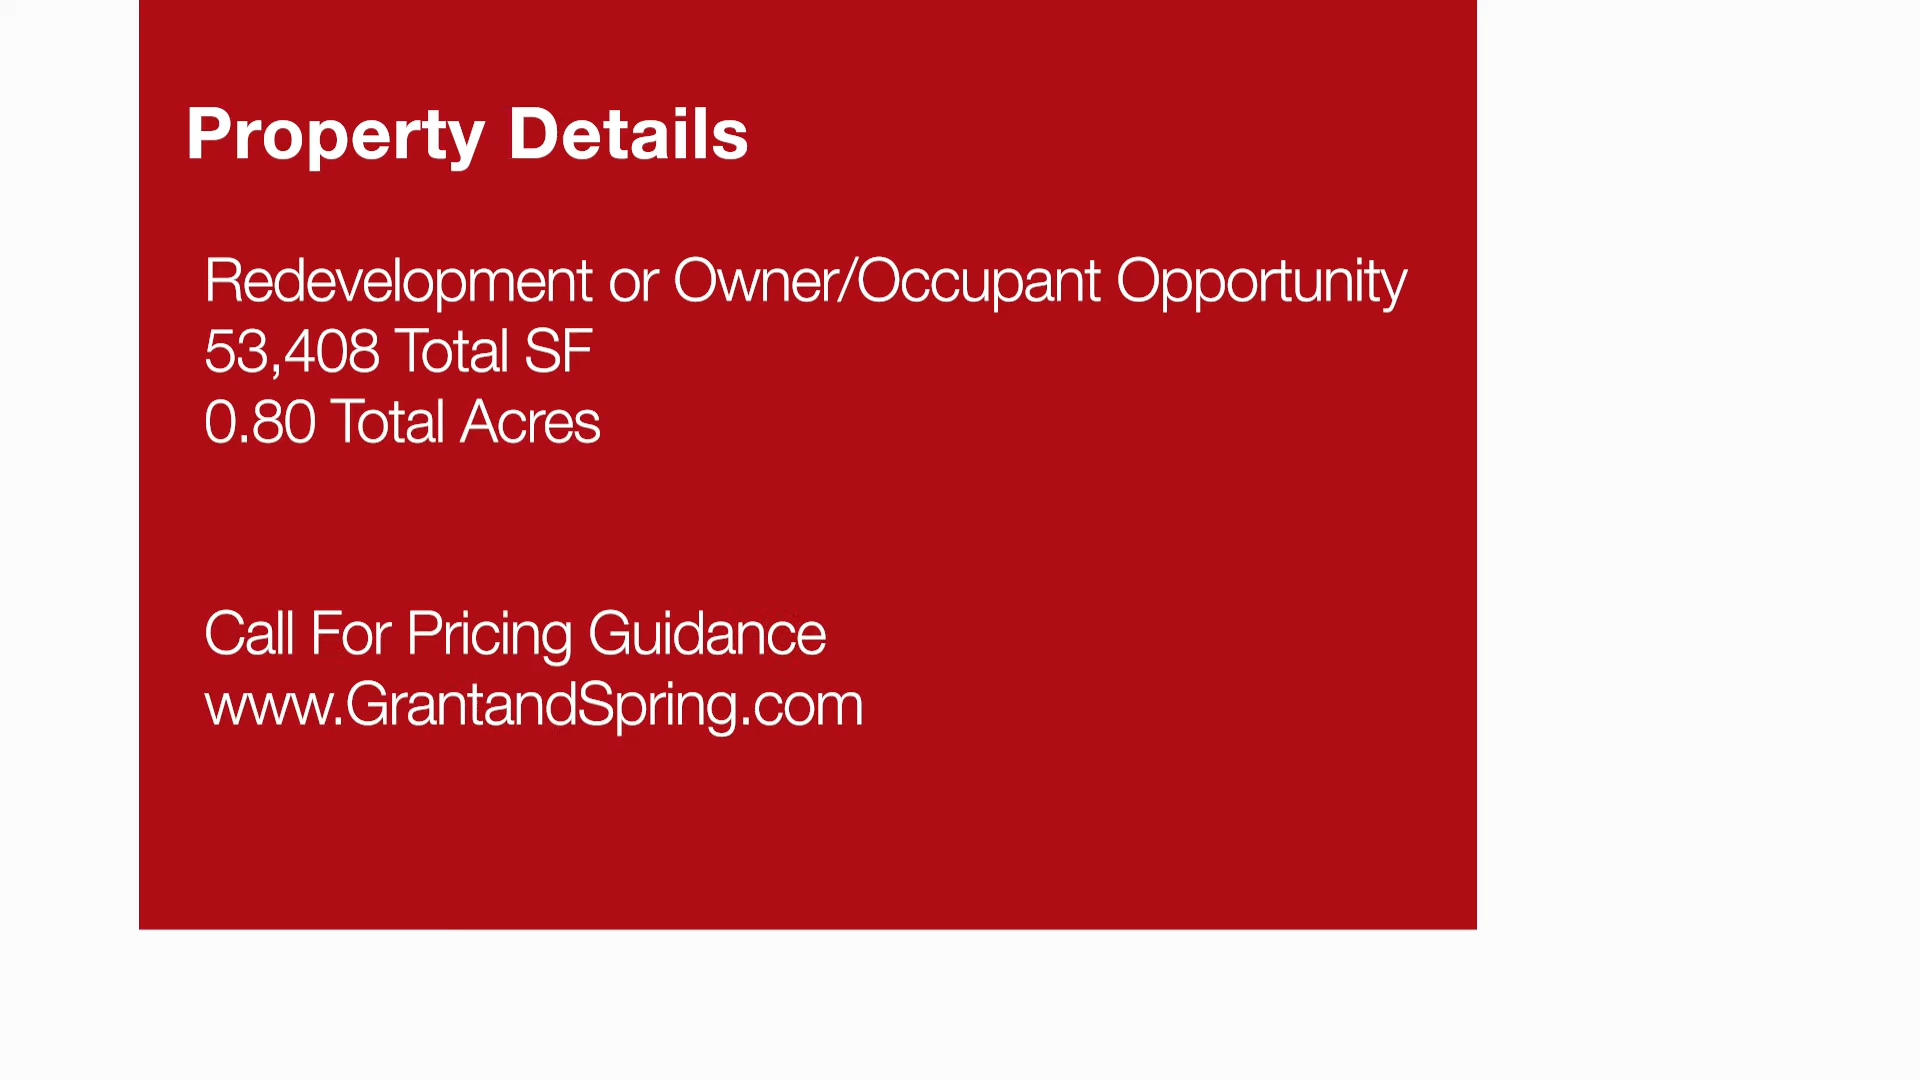 Property Details
Redevelopment or Owner/Occupant Opportunity
53,408 Total SF
0.80 Total Acres
Call For Pricing Guidance
www.GrantandSpring.com